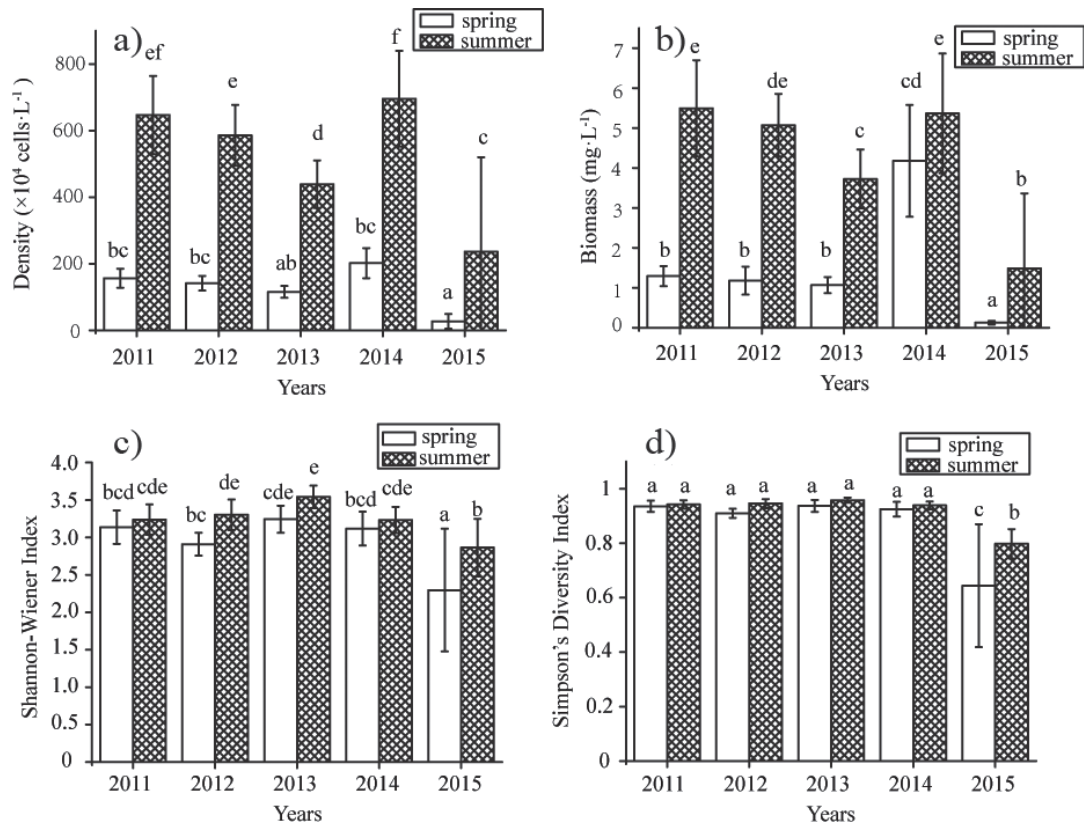 a)
spring
summer
Density (×10⁴ cells·L⁻¹)
800
600
400
200
0
bc
ef
bc
e
ab
d
bc
f
a
c
2011
2012
2013
2014
2015
Years
b)
spring
summer
Biomass (mg·L⁻¹)
7
6
5
4
3
2
1
0
b
e
b
de
b
c
cd
e
a
b
2011
2012
2013
2014
2015
Years
c)
spring
summer
Shannon-Wiener Index
4.0
3.5
3.0
2.5
2.0
1.5
1.0
0.5
0
bcd
cde
bc
de
cde
e
bcd
cde
a
b
2011
2012
2013
2014
2015
Years
d)
spring
summer
Simpson's Diversity Index
1
0.8
0.6
0.4
0.2
0
a
a
a
a
a
a
a
a
c
b
2011
2012
2013
2014
2015
Years